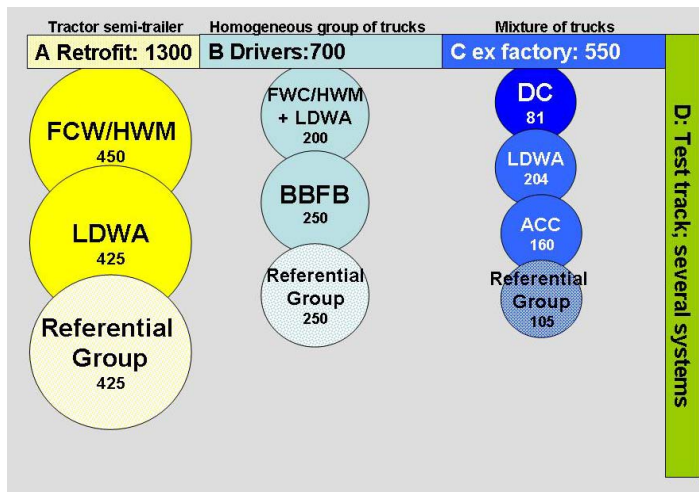 Tractor semi-trailer
Homogeneous group of trucks
Mixture of trucks
A Retrofit: 1300
B Drivers:700
C ex factory: 550
FCW/HWM
450
LDWA
425
Referential
Group
425
FWC/HWM
+ LDWA
200
BBFB
250
Referential
Group
250
DC
81
LDWA
204
ACC
160
Referential
Group
105
D: Test track; several systems